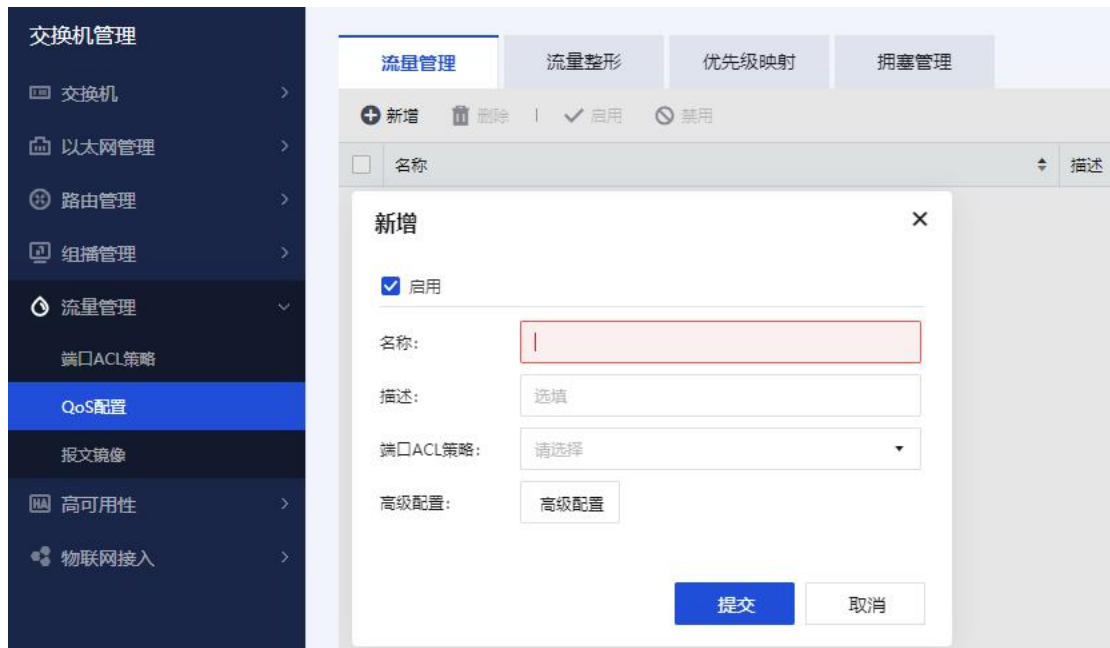 交换机管理
交换机
以太网管理
路由管理
组播管理
流量管理
端口ACL策略
QoS配置
报文镜像
HA 高可用性
物联网接入
流量管理 流量整形 优先级映射 拥塞管理
新增 删除 启用 禁用
名称 描述
新增
启用
名称:
描述: 选填
端口ACL策略: 请选择
高级配置: 高级配置
提交 取消